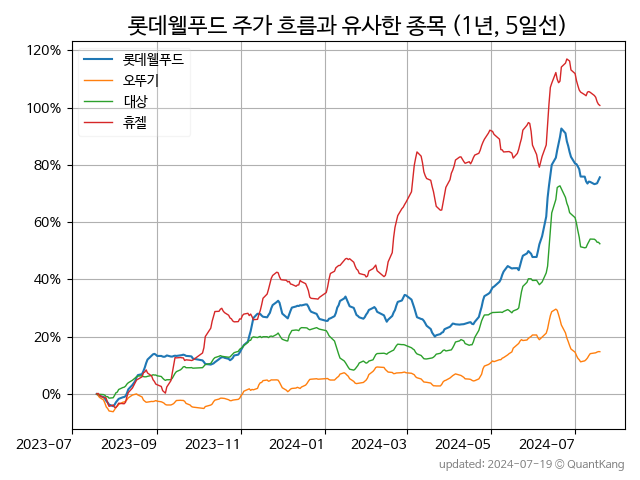 롯데웰푸드 주가 흐름과 유사한 종목 (1년, 5일선)
롯데웰푸드
오뚜기
대상
휴젤
120%
100%
80%
60%
40%
20%
0%
2023-07 2023-09 2023-11 2024-01 2024-03 2024-05 2024-07
updated: 2024-07-19 © QuantKang